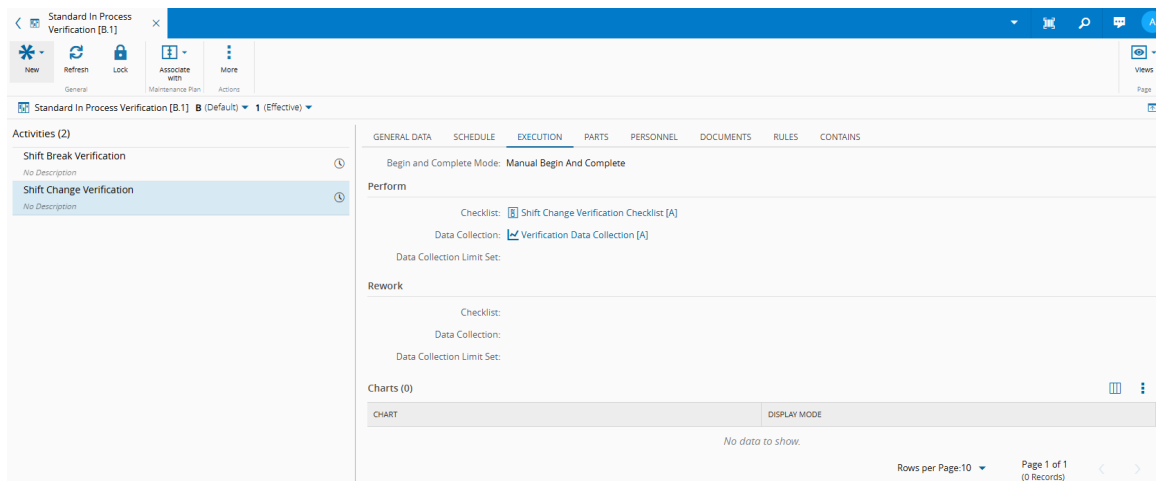 Standard In Process
Verification [B.1]
A
New
Refresh
Lock
Associate
with
More
Views
General
Maintenance Plan
Actions
Page
Standard In Process Verification [B.1] B (Default) 1 (Effective)
Activities (2)
Shift Break Verification
No Description
Shift Change Verification
No Description
GENERAL DATA SCHEDULE EXECUTION PARTS PERSONNEL DOCUMENTS RULES CONTAINS
Begin and Complete Mode: Manual Begin And Complete
Perform
Checklist: Shift Change Verification Checklist [A]
Data Collection: Verification Data Collection [A]
Data Collection Limit Set:
Rework
Checklist:
Data Collection:
Data Collection Limit Set:
Charts (0)
CHART DISPLAY MODE
No data to show.
Rows per Page:10 Page 1 of 1
(0 Records)